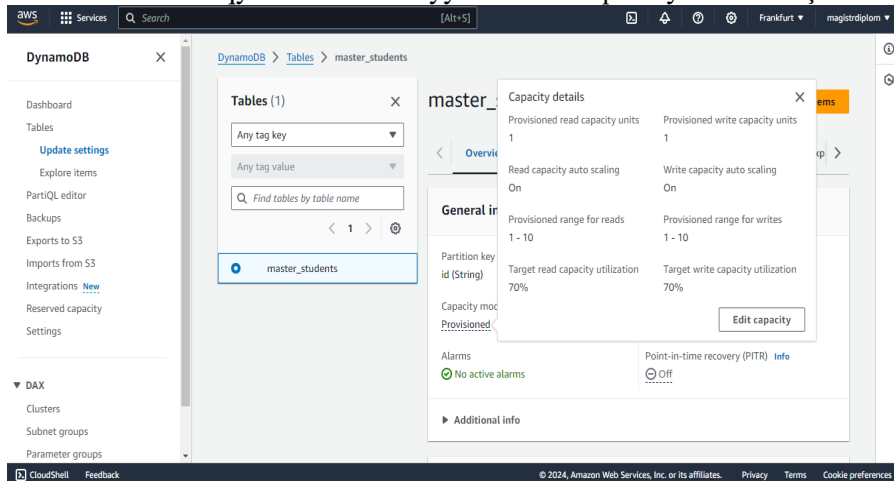 aws Services Search [Alt+S] Frankfurt magistrdiplom
DynamoDB
Dashboard
Tables
Update settings
Explore items
PartiQL editor
Backups
Exports to S3
Imports from S3
Integrations New
Reserved capacity
Settings
DAX
Clusters
Subnet groups
Parameter groups
DynamoDB > Tables > master_students
Tables (1)
Any tag key
Any tag value
Find tables by table name
1
master_students
master_
ems
Overvie
xp
General in
Partition key
id (String)
Capacity moc
Provisioned
Alarms
No active alarms
Point-in-time recovery (PITR) Info
Off
Additional info
Capacity details
Provisioned read capacity units Provisioned write capacity units
1 1
Read capacity auto scaling Write capacity auto scaling
On On
Provisioned range for reads Provisioned range for writes
1 - 10 1 - 10
Target read capacity utilization Target write capacity utilization
70% 70%
Edit capacity
CloudShell Feedback © 2024, Amazon Web Services, Inc. or its affiliates. Privacy Terms Cookie preferences